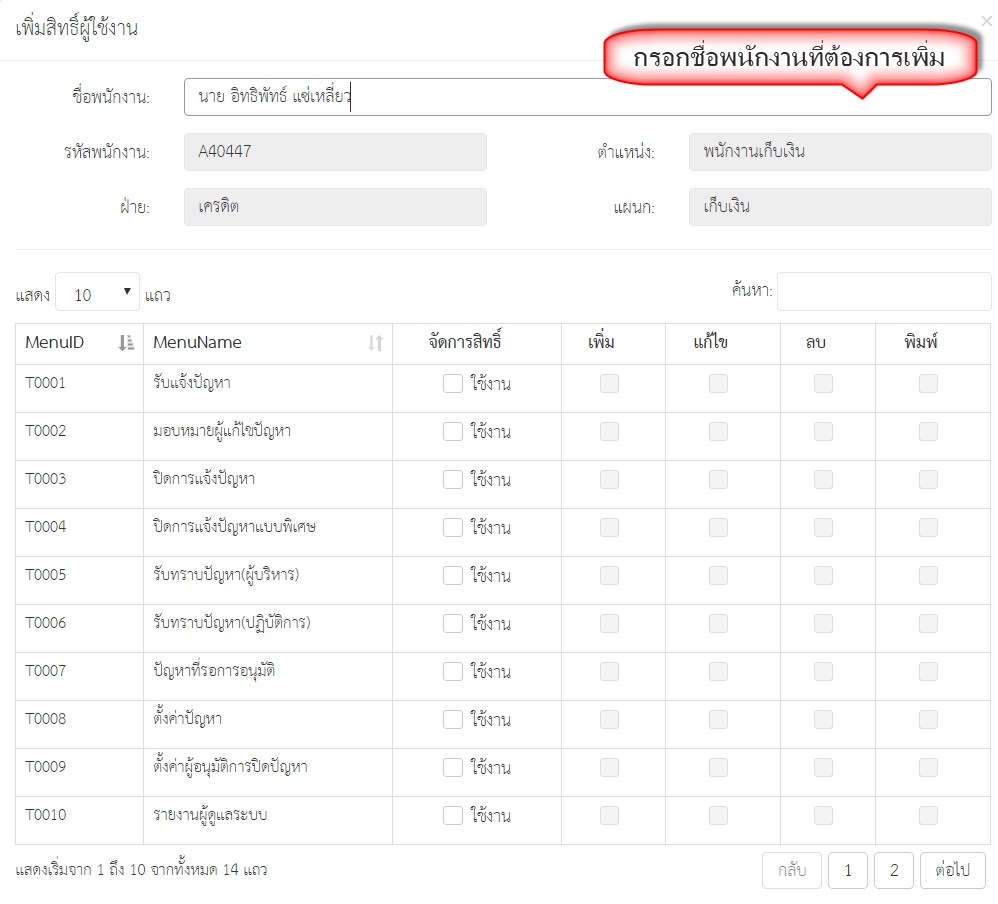 เพิ่มสิทธิ์ผู้ใช้งาน
×
กรอกชื่อพนักงานที่ต้องการเพิ่ม
ชื่อพนักงาน: นาย อิทธิพัทธ์ แซ่เหลี่ยว
รหัสพนักงาน: A40447 ตำแหน่ง: พนักงานเก็บเงิน
ฝ่าย: เครดิต แผนก: เก็บเงิน
แสดง 10 แถว ค้นหา:
MenuID MenuName จัดการสิทธิ์ เพิ่ม แก้ไข ลบ พิมพ์
T0001 รับแจ้งปัญหา ใช้งาน
T0002 มอบหมายผู้แก้ไขปัญหา ใช้งาน
T0003 ปิดการแจ้งปัญหา ใช้งาน
T0004 ปิดการแจ้งปัญหาแบบพิเศษ ใช้งาน
T0005 รับทราบปัญหา(ผู้บริหาร) ใช้งาน
T0006 รับทราบปัญหา(ปฏิบัติการ) ใช้งาน
T0007 ปัญหาที่รอการอนุมัติ ใช้งาน
T0008 ตั้งค่าปัญหา ใช้งาน
T0009 ตั้งค่าผู้อนุมัติการปิดปัญหา ใช้งาน
T0010 รายงานผู้ดูแลระบบ ใช้งาน
แสดงเริ่มจาก 1 ถึง 10 จากทั้งหมด 14 แถว กลับ 1 2 ต่อไป